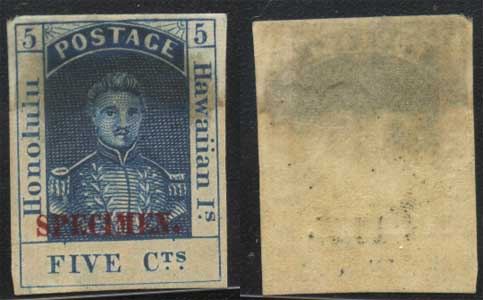 5 POSTAGE 5
Honolulu
Hawaiian Is.
SPECIMEN.
FIVE CTS